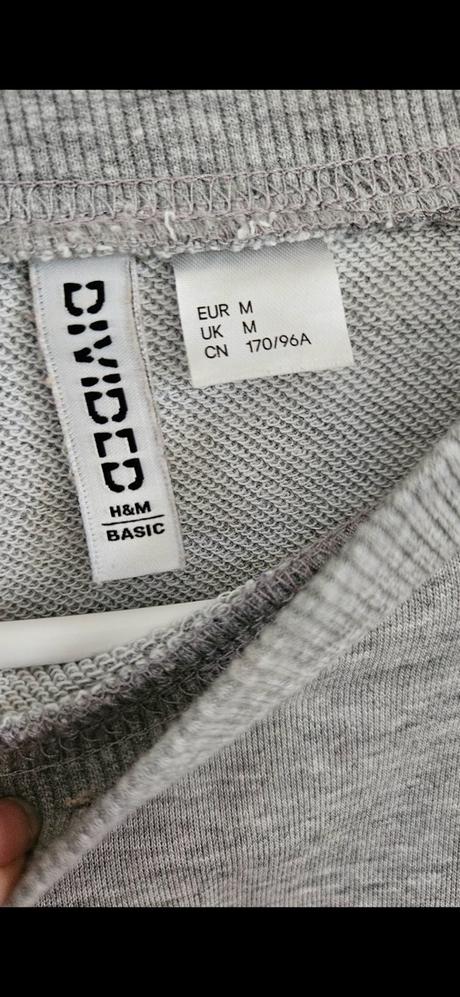 DIVIDED
H&M
BASIC
EUR M
UK M
CN 170/96A